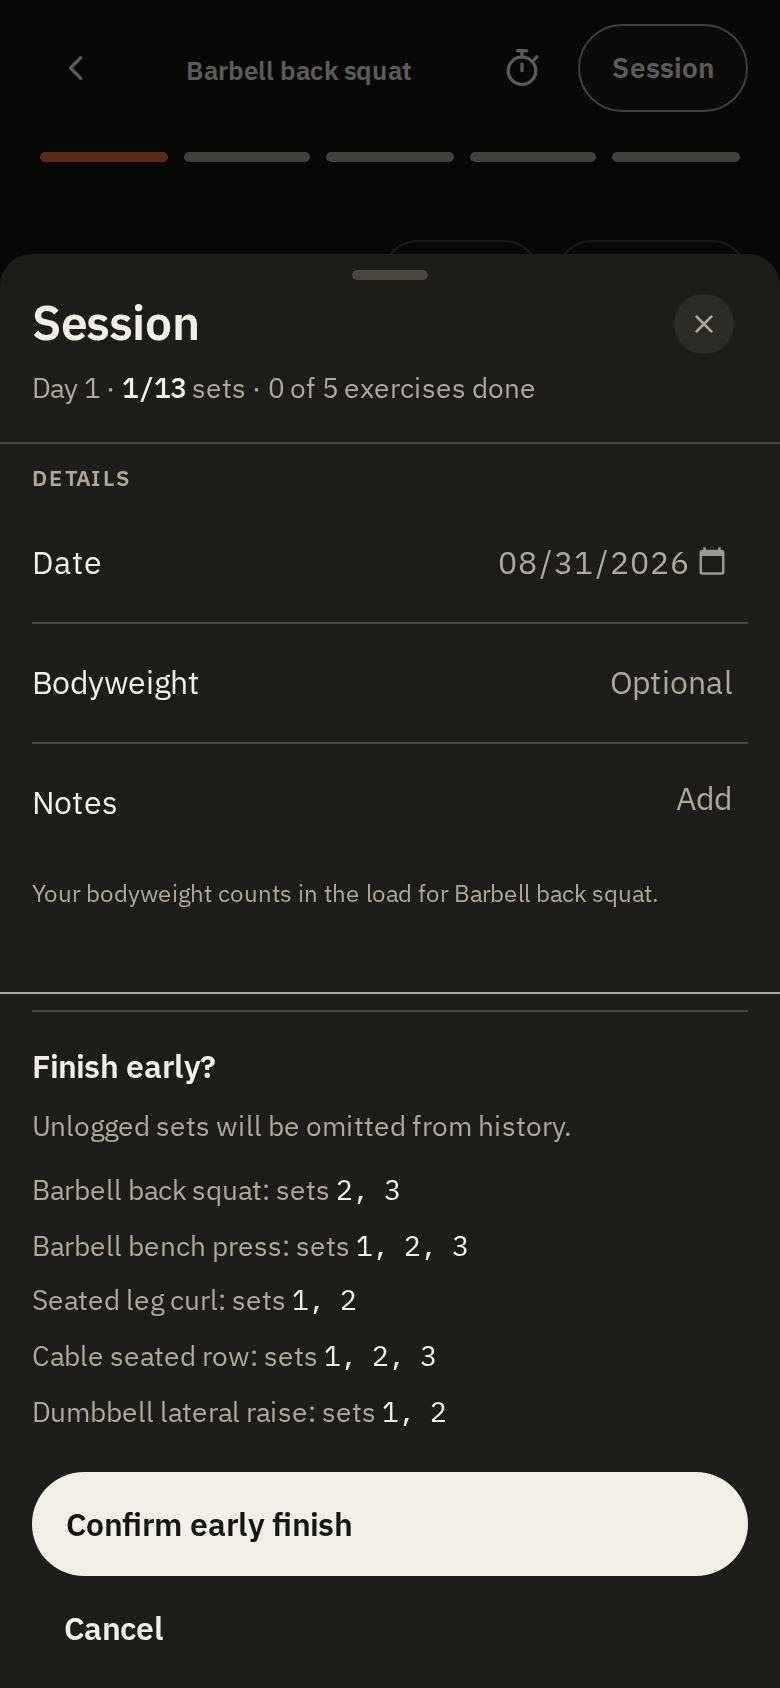 Barbell back squat
Session
Session
Day 1 · 1/13 sets · 0 of 5 exercises done
DETAILS
Date
08/31/2026
Bodyweight
Optional
Notes
Add
Your bodyweight counts in the load for Barbell back squat.
Finish early?
Unlogged sets will be omitted from history.
Barbell back squat: sets 2, 3
Barbell bench press: sets 1, 2, 3
Seated leg curl: sets 1, 2
Cable seated row: sets 1, 2, 3
Dumbbell lateral raise: sets 1, 2
Confirm early finish
Cancel